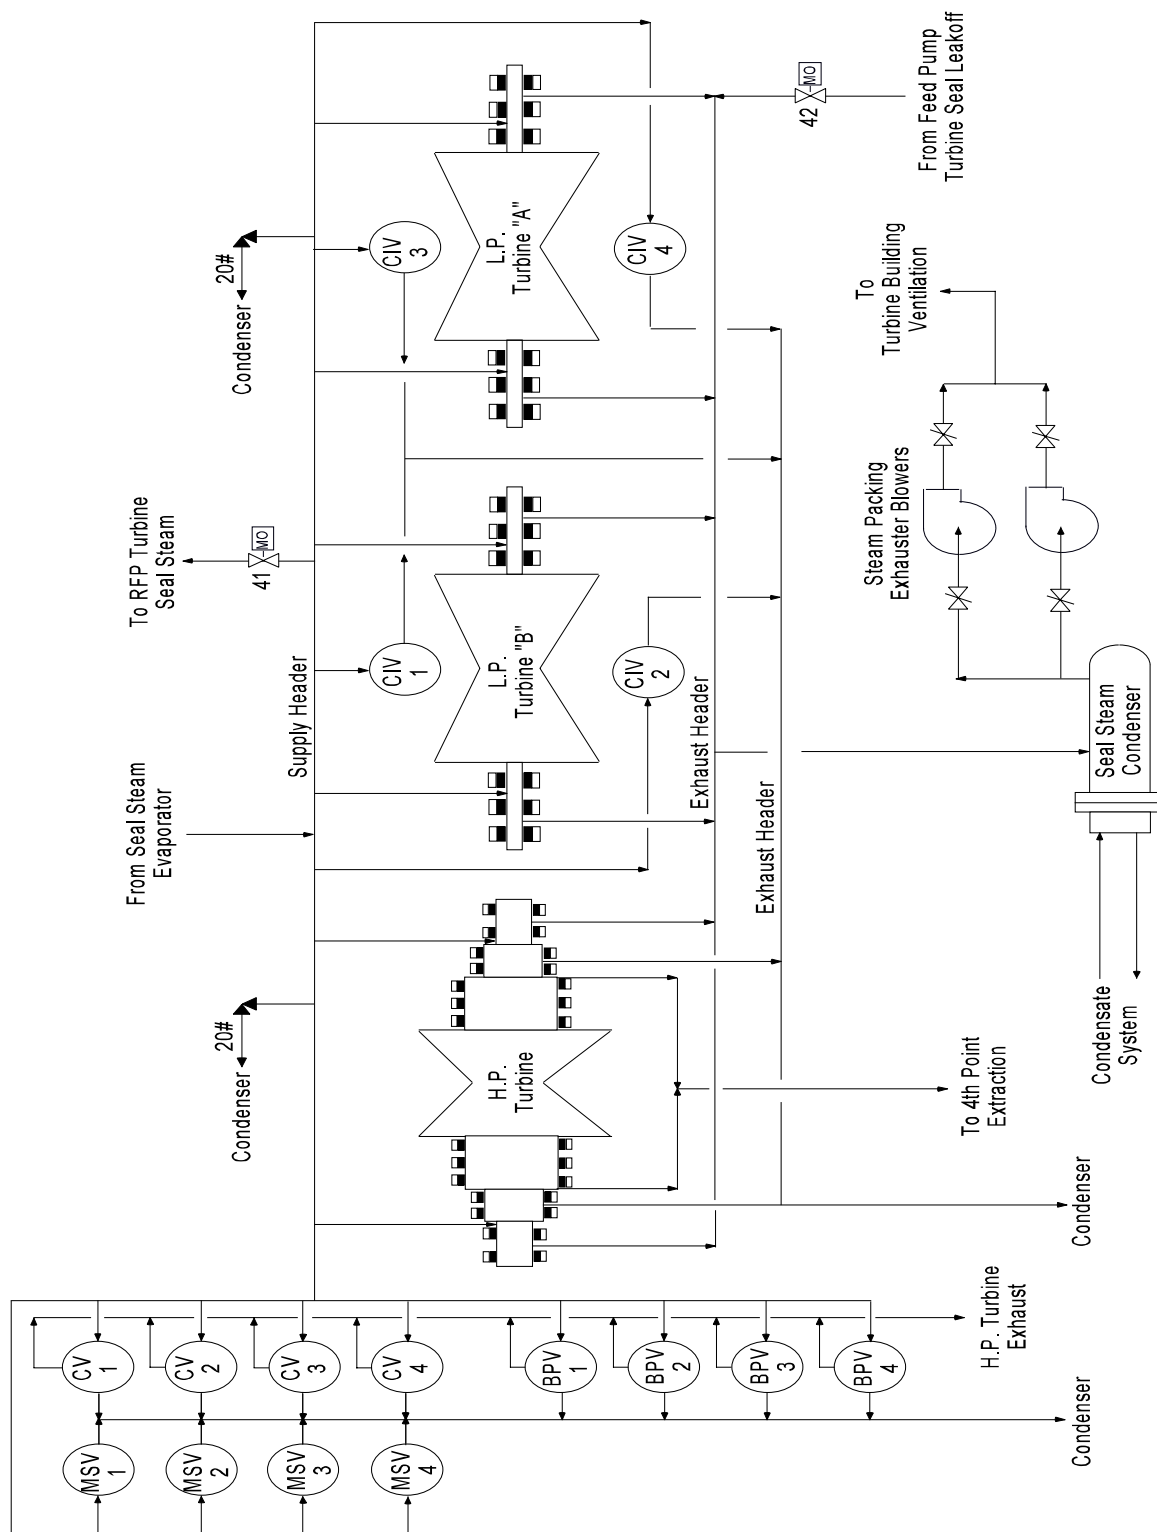 MSV
1
MSV
2
MSV
3
MSV
4
CV
1
CV
2
CV
3
CV
4
BPV
1
BPV
2
BPV
3
BPV
4
Condenser
H.P. Turbine
Exhaust
Condenser
20#
Condenser
H.P.
Turbine
To 4th Point
Extraction
Condensate
System
From Seal Steam
Evaporator
Supply Header
Exhaust Header
Exhaust Header
Seal Steam
Condenser
To RFP Turbine
Seal Steam
41
MO
CIV
1
L.P.
Turbine "B"
CIV
2
Steam Packing
Exhauster Blowers
Condenser
20#
CIV
3
L.P.
Turbine "A"
CIV
4
To
Turbine Building
Ventilation
42
MO
From Feed Pump
Turbine Seal Leakoff